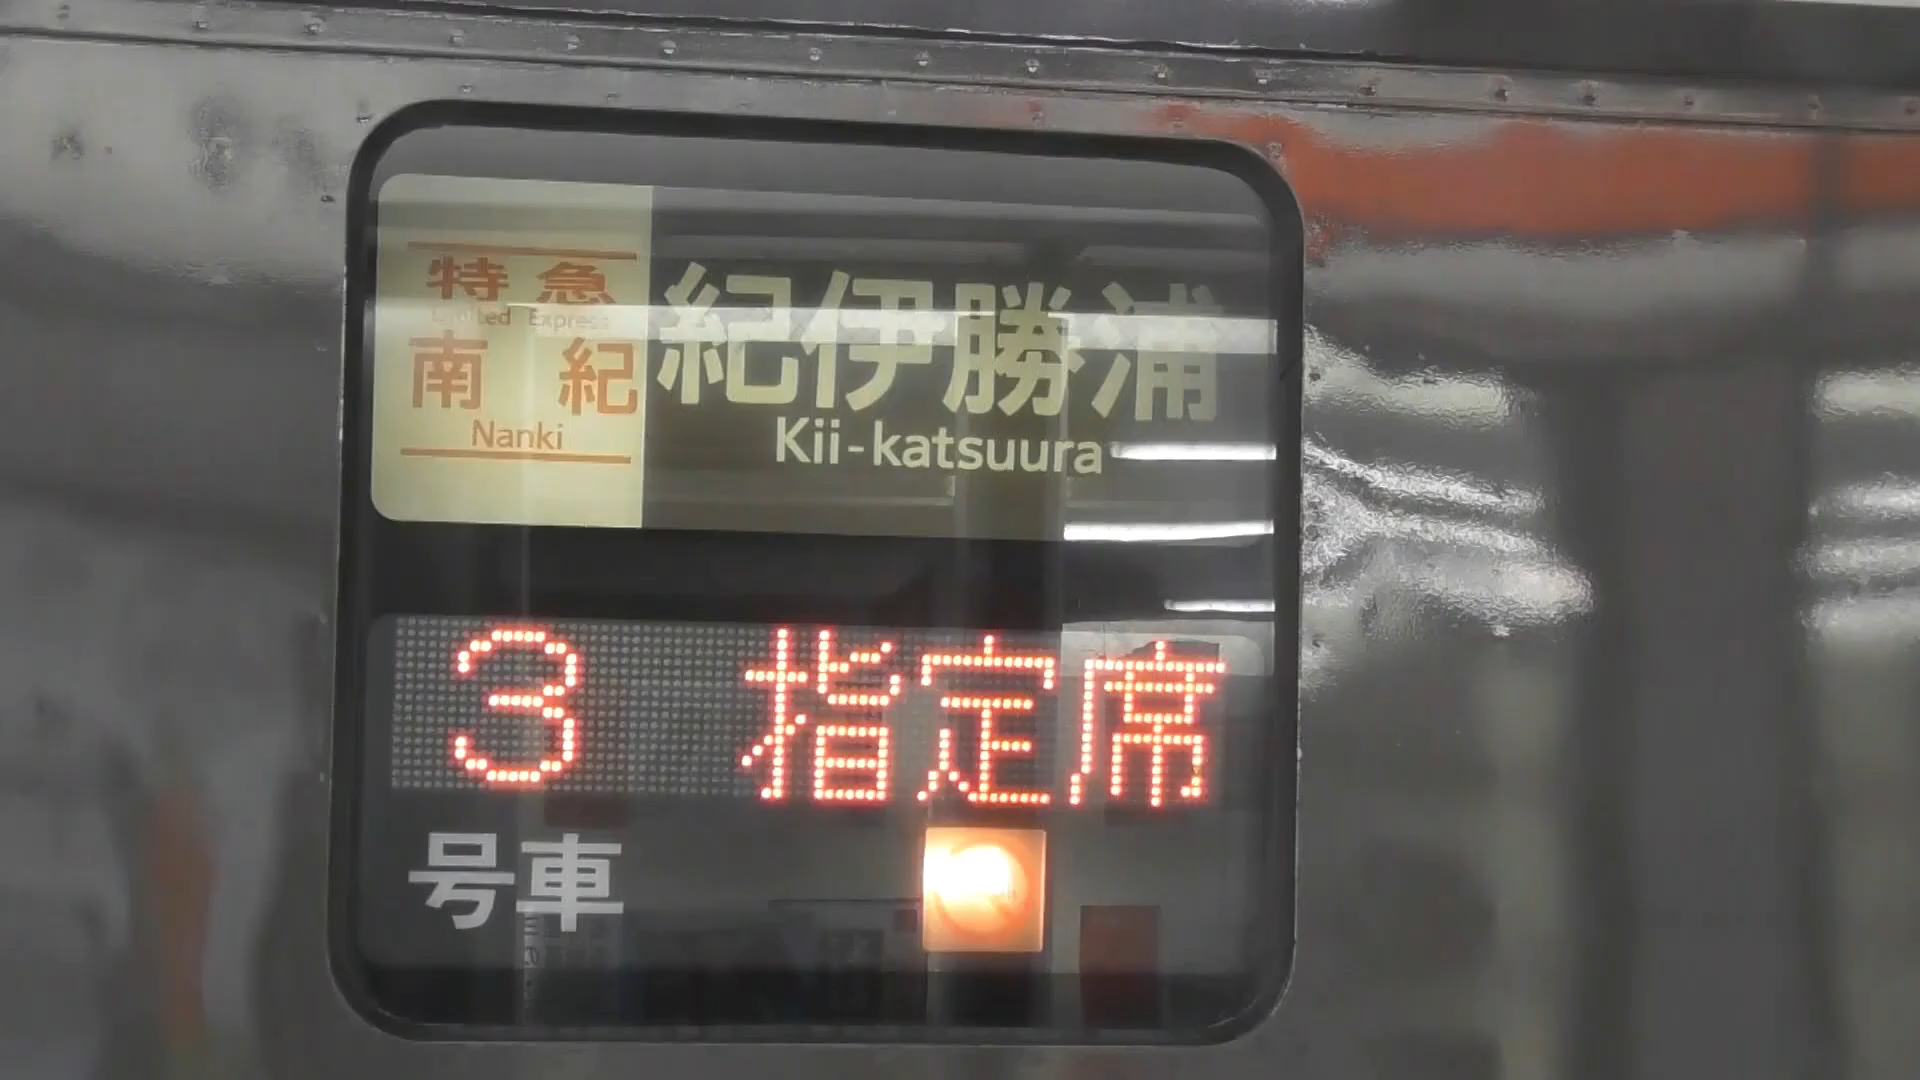 特急
Limited Express
南紀
Nanki
紀伊勝浦
Kii-katsuura
3 指定席
号車